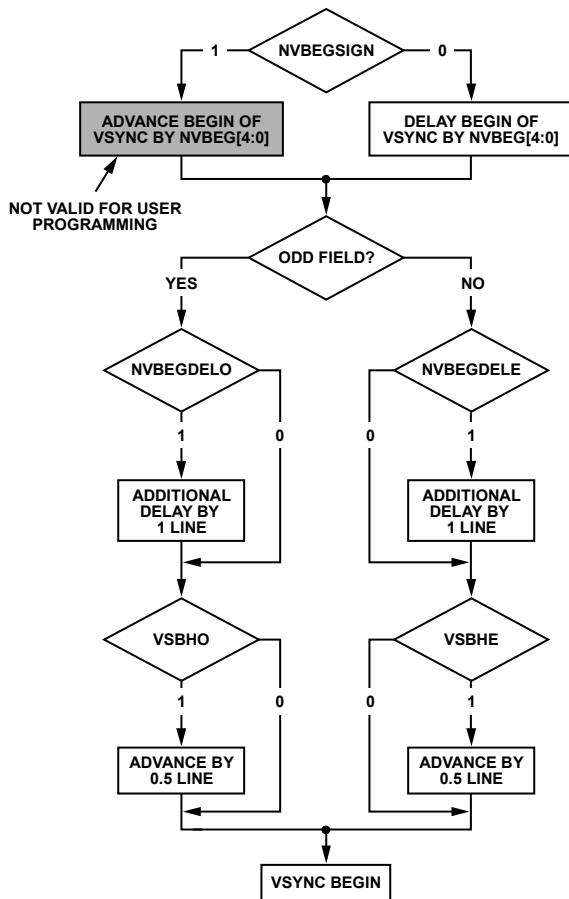 NVBEGSIGN
1
0
ADVANCE BEGIN OF
VSYNC BY NVBEG[4:0]
DELAY BEGIN OF
VSYNC BY NVBEG[4:0]
NOT VALID FOR USER
PROGRAMMING
ODD FIELD?
YES
NO
NVBEGDELO
NVBEGDELE
1
0
0
1
ADDITIONAL
DELAY BY
1 LINE
ADDITIONAL
DELAY BY
1 LINE
VSBHO
VSBHE
1
0
0
1
ADVANCE BY
0.5 LINE
ADVANCE BY
0.5 LINE
VSYNC BEGIN